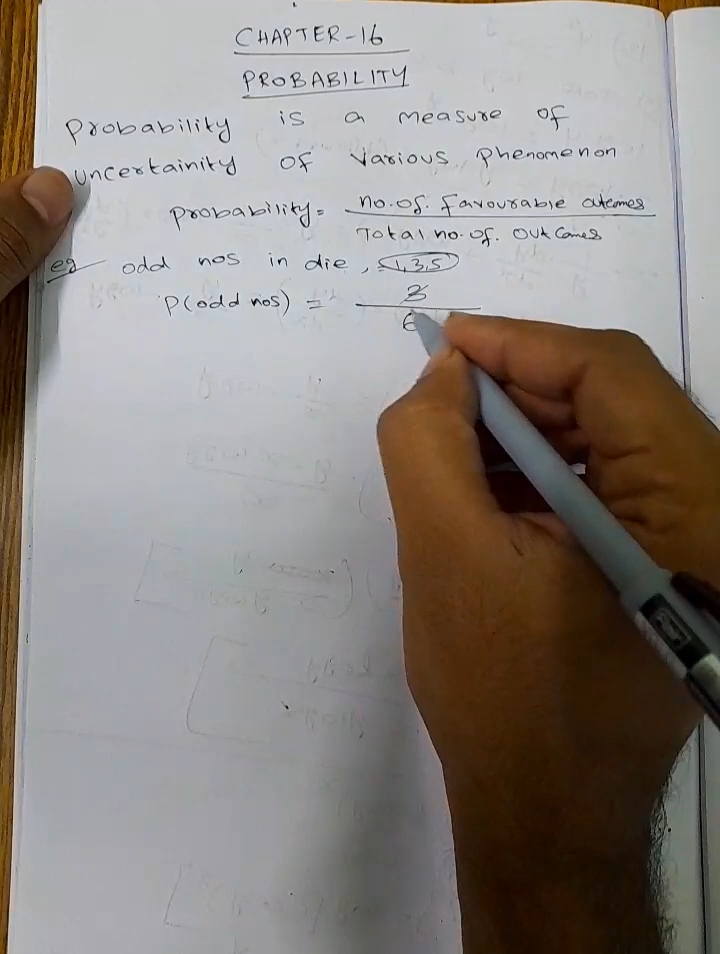 CHAPTER-16
PROBABILITY
Probability is a measure of
uncertainity of various Phenomenon
Probability = no. of. favourable outcomes
Total no. of. outcomes
eg odd nos in die, 1,3,5
P(odd nos) = 3
6